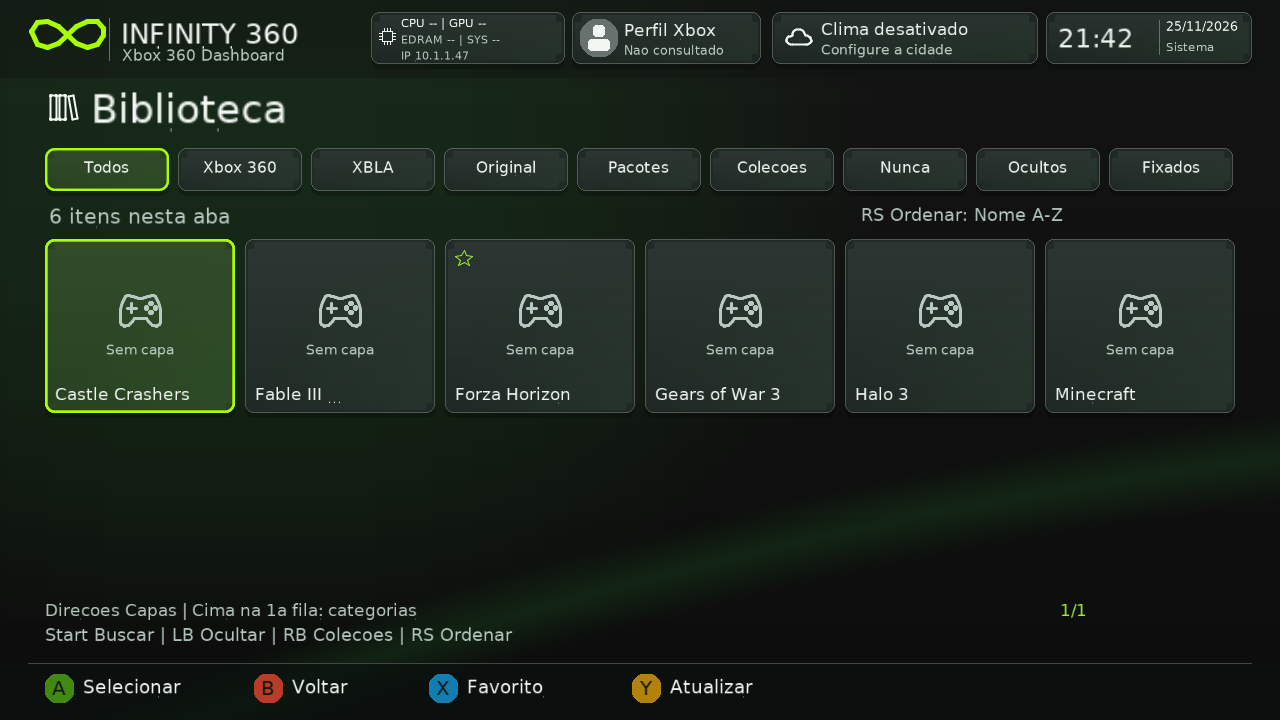 INFINITY 360
Xbox 360 Dashboard
CPU -- | GPU --
EDRAM -- | SYS --
IP 10.1.1.47
Perfil Xbox
Nao consultado
Clima desativado
Configure a cidade
21:42
25/11/2026
Sistema
Biblioteca
Todos
Xbox 360
XBLA
Original
Pacotes
Colecoes
Nunca
Ocultos
Fixados
6 itens nesta aba
RS Ordenar: Nome A-Z
Sem capa
Castle Crashers
Sem capa
Fable III ...
Sem capa
Forza Horizon
Sem capa
Gears of War 3
Sem capa
Halo 3
Sem capa
Minecraft
Direcoes Capas | Cima na 1a fila: categorias
1/1
Start Buscar | LB Ocultar | RB Colecoes | RS Ordenar
A Selecionar
B Voltar
X Favorito
Y Atualizar